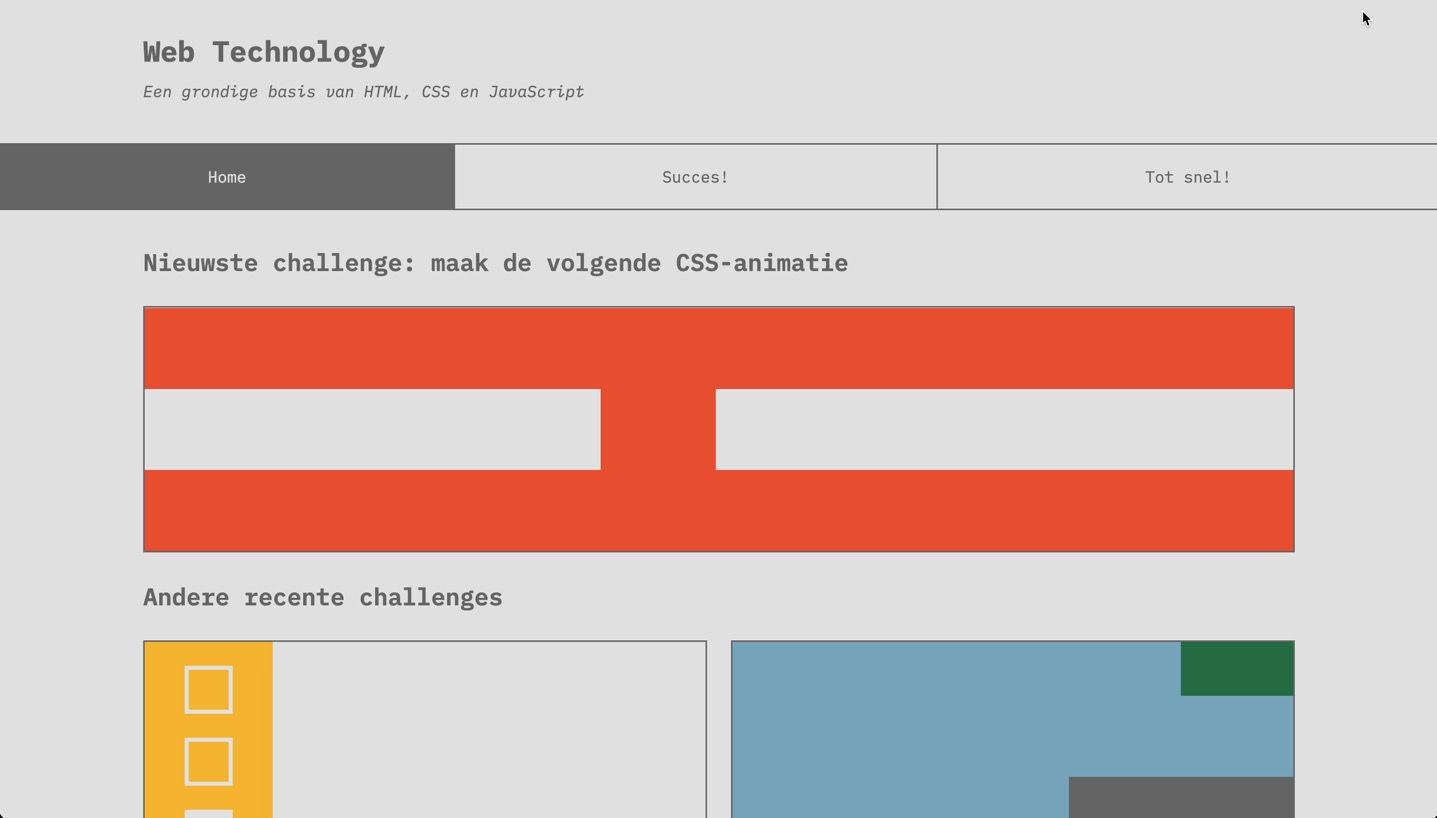 Web Technology
Een grondige basis van HTML, CSS en JavaScript
Home
Succes!
Tot snel!
Nieuwste challenge: maak de volgende CSS-animatie
Andere recente challenges